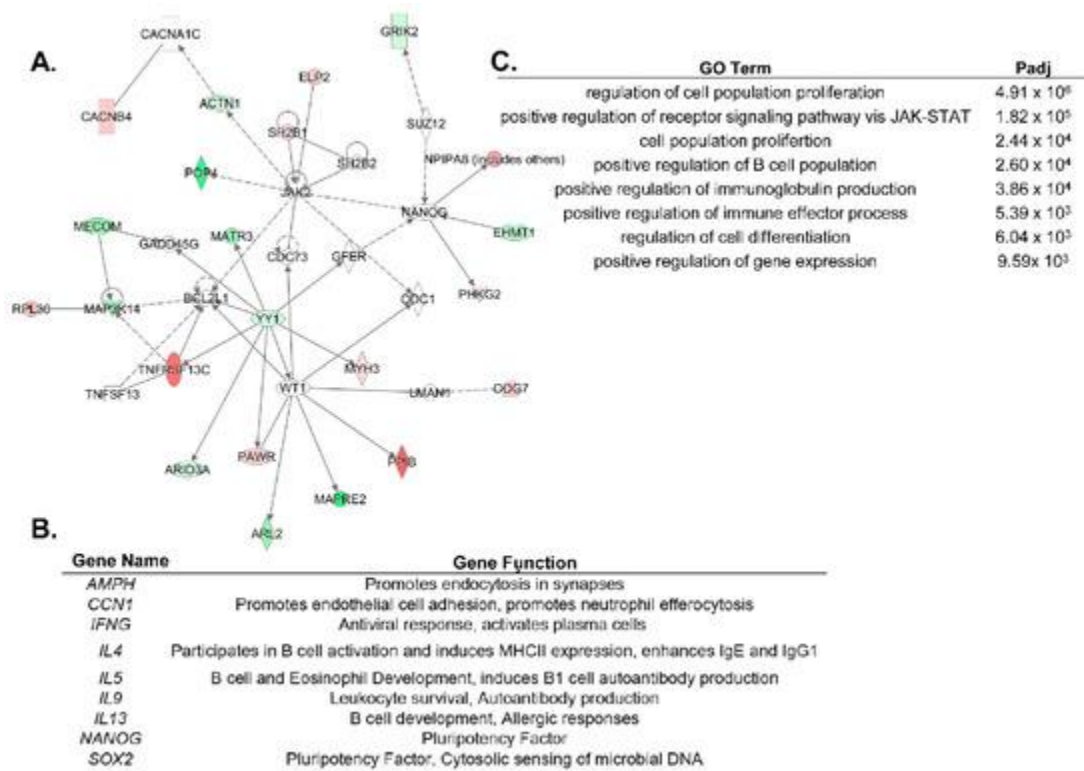 A.
CACNA1C
GRIK2
CACNB4
ACTN1
ELP2
SH2B1
SUZ12
SH2B2
NPIPA8 (includes others)
POP4
NANOG
MECOM
MATR3
GADD45G
CDC73
GFER
EHMT1
RPL30
MAP3K14
BCL2L1
ODC1
PHKG2
YY1
TNFRSF13C
MYH3
TNFSF13
WT1
LMAN1
PAWR
ARID3A
MAPRE2
ARL2
C.
GO Term Padj
regulation of cell population proliferation 4.91 x 10⁶
positive regulation of receptor signaling pathway vis JAK-STAT 1.82 x 10⁵
cell population profilertion 2.44 x 10⁴
positive regulation of B cell population 2.60 x 10⁴
positive regulation of immunoglobulin production 3.86 x 10⁴
positive regulation of immune effector process 5.39 x 10³
regulation of cell differentiation 6.04 x 10³
positive regulation of gene expression 9.59x 10³
B.
Gene Name Gene Function
AMPH Promotes endocytosis in synapses
CCN1 Promotes endothelial cell adhesion, promotes neutrophil efferocytosis
IFNG Antiviral response, activates plasma cells
IL4 Participates in B cell activation and induces MHCII expression, enhances IgE and IgG1
IL5 B cell and Eosinophil Development, induces B1 cell autoantibody production
IL9 Leukocyte survival, Autoantibody production
IL13 B cell development, Allergic responses
NANOG Pluripotency Factor
SOX2 Pluripotency Factor, Cytosolic sensing of microbial DNA